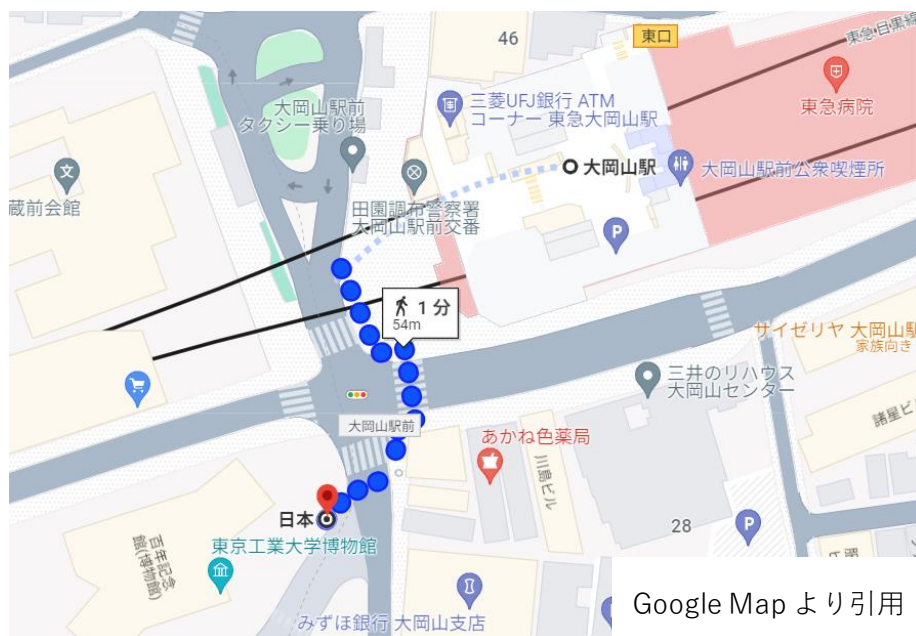 46
東口
東急目黒線
東急病院
三菱UFJ銀行 ATM
コーナー 東急大岡山駅
大岡山駅前
タクシー乗り場
大岡山駅
大岡山駅前公衆喫煙所
文
蔵前会館
田園調布警察署
大岡山駅前交番
P
1 分
54m
サイゼリヤ 大岡山駅
家族向き
三井のリハウス
大岡山センター
諸星ビ
大岡山駅前
あかね色薬局
川島ビル
日本
東京工業大学博物館
百年記念
館(博物館)
28
P
みずほ銀行 大岡山支店
Google Map より引用